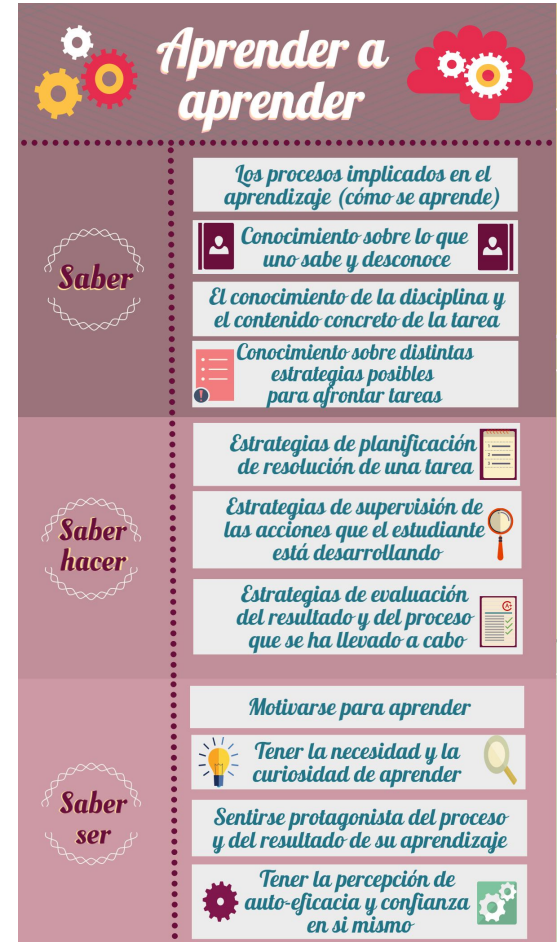 Aprender a
aprender
Saber
Los procesos implicados en el
aprendizaje (cómo se aprende)
Conocimiento sobre lo que
uno sabe y desconoce
El conocimiento de la disciplina y
el contenido concreto de la tarea
Conocimiento sobre distintas
estrategias posibles
para afrontar tareas
Saber
hacer
Estrategias de planificación
de resolución de una tarea
Estrategias de supervisión de
las acciones que el estudiante
está desarrollando
Estrategias de evaluación
del resultado y del proceso
que se ha llevado a cabo
Saber
ser
Motivarse para aprender
Tener la necesidad y la
curiosidad de aprender
Sentirse protagonista del proceso
y del resultado de su aprendizaje
Tener la percepción de
auto-eficacia y confianza
en si mismo